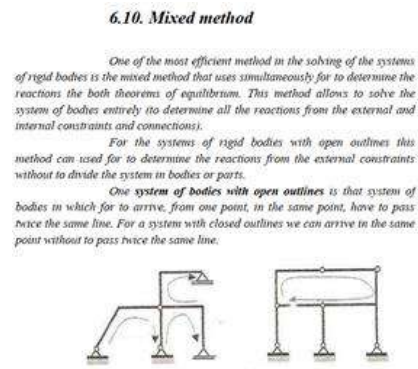 6.10. Mixed method
One of the most efficient method in the solving of the systems
of rigid bodies is the mixed method that uses simultaneously for to determine the
reactions the both theorems of equilibrium. This method allows to solve the
system of bodies entirely (to determine all the reactions from the external and
internal constraints and connections).
For the systems of rigid bodies with open outlines this
method can used for to determine the reactions from the external constraints
without to divide the system in bodies or parts.
One system of bodies with open outlines is that system of
bodies in which for to arrive, from one point, in the same point, have to pass
twice the same line. For a system with closed outlines we can arrive in the same
point without to pass twice the same line.